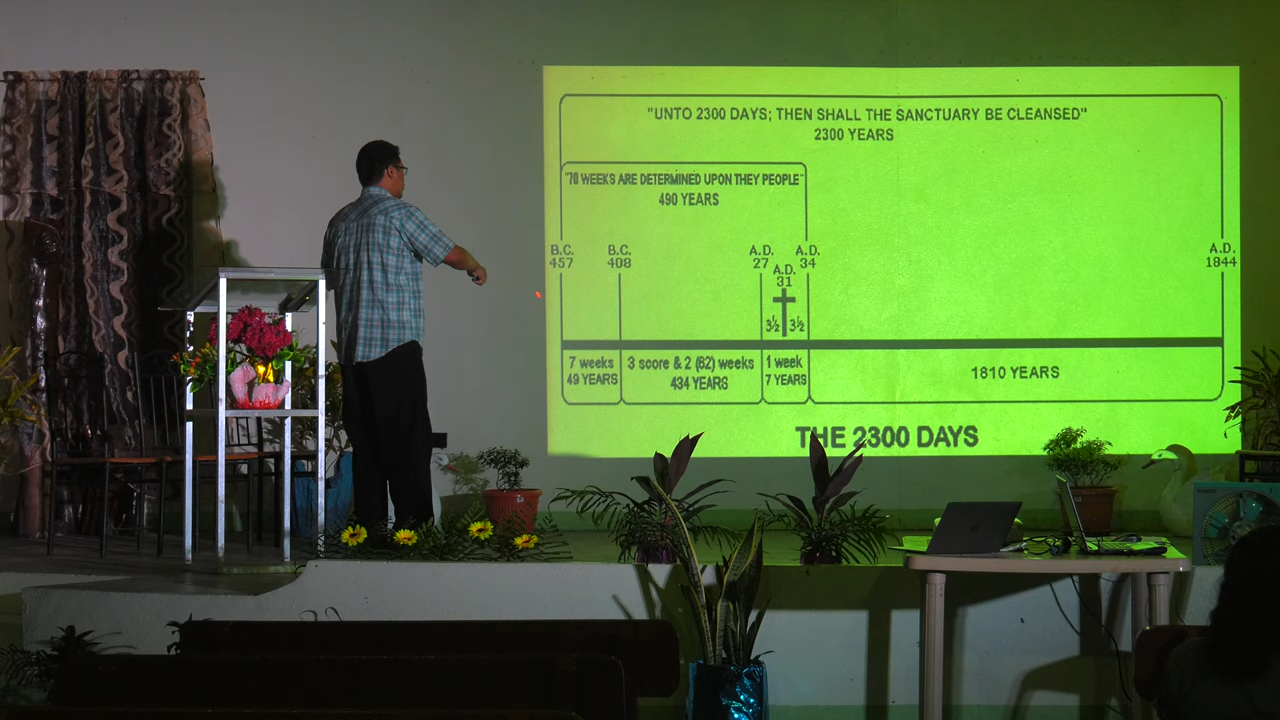 "UNTO 2300 DAYS; THEN SHALL THE SANCTUARY BE CLEANSED"
2300 YEARS
"70 WEEKS ARE DETERMINED UPON THEY PEOPLE"
490 YEARS
B.C.
457
B.C.
408
A.D.
27
A.D.
31
A.D.
34
A.D.
1844
3½ 3½
7 weeks
49 YEARS
3 score & 2 (62) weeks
434 YEARS
1 week
7 YEARS
1810 YEARS
THE 2300 DAYS